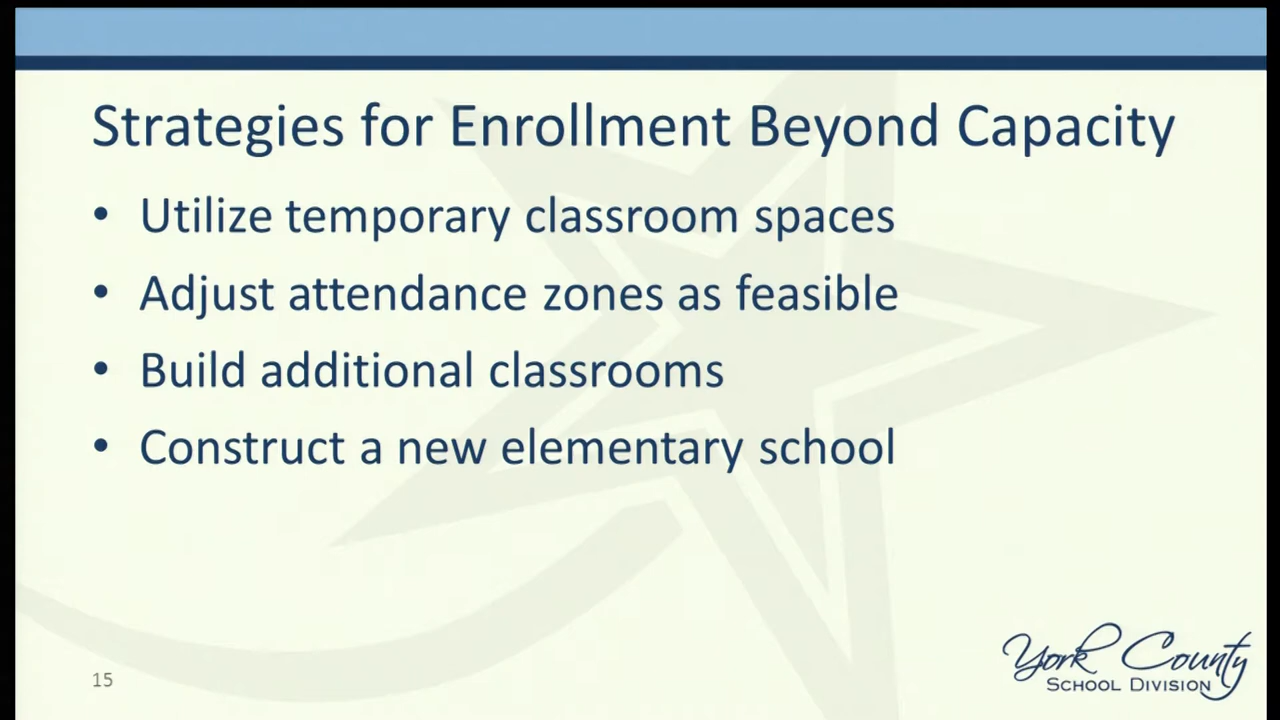 Strategies for Enrollment Beyond Capacity
• Utilize temporary classroom spaces
• Adjust attendance zones as feasible
• Build additional classrooms
• Construct a new elementary school
15
York County
SCHOOL DIVISION